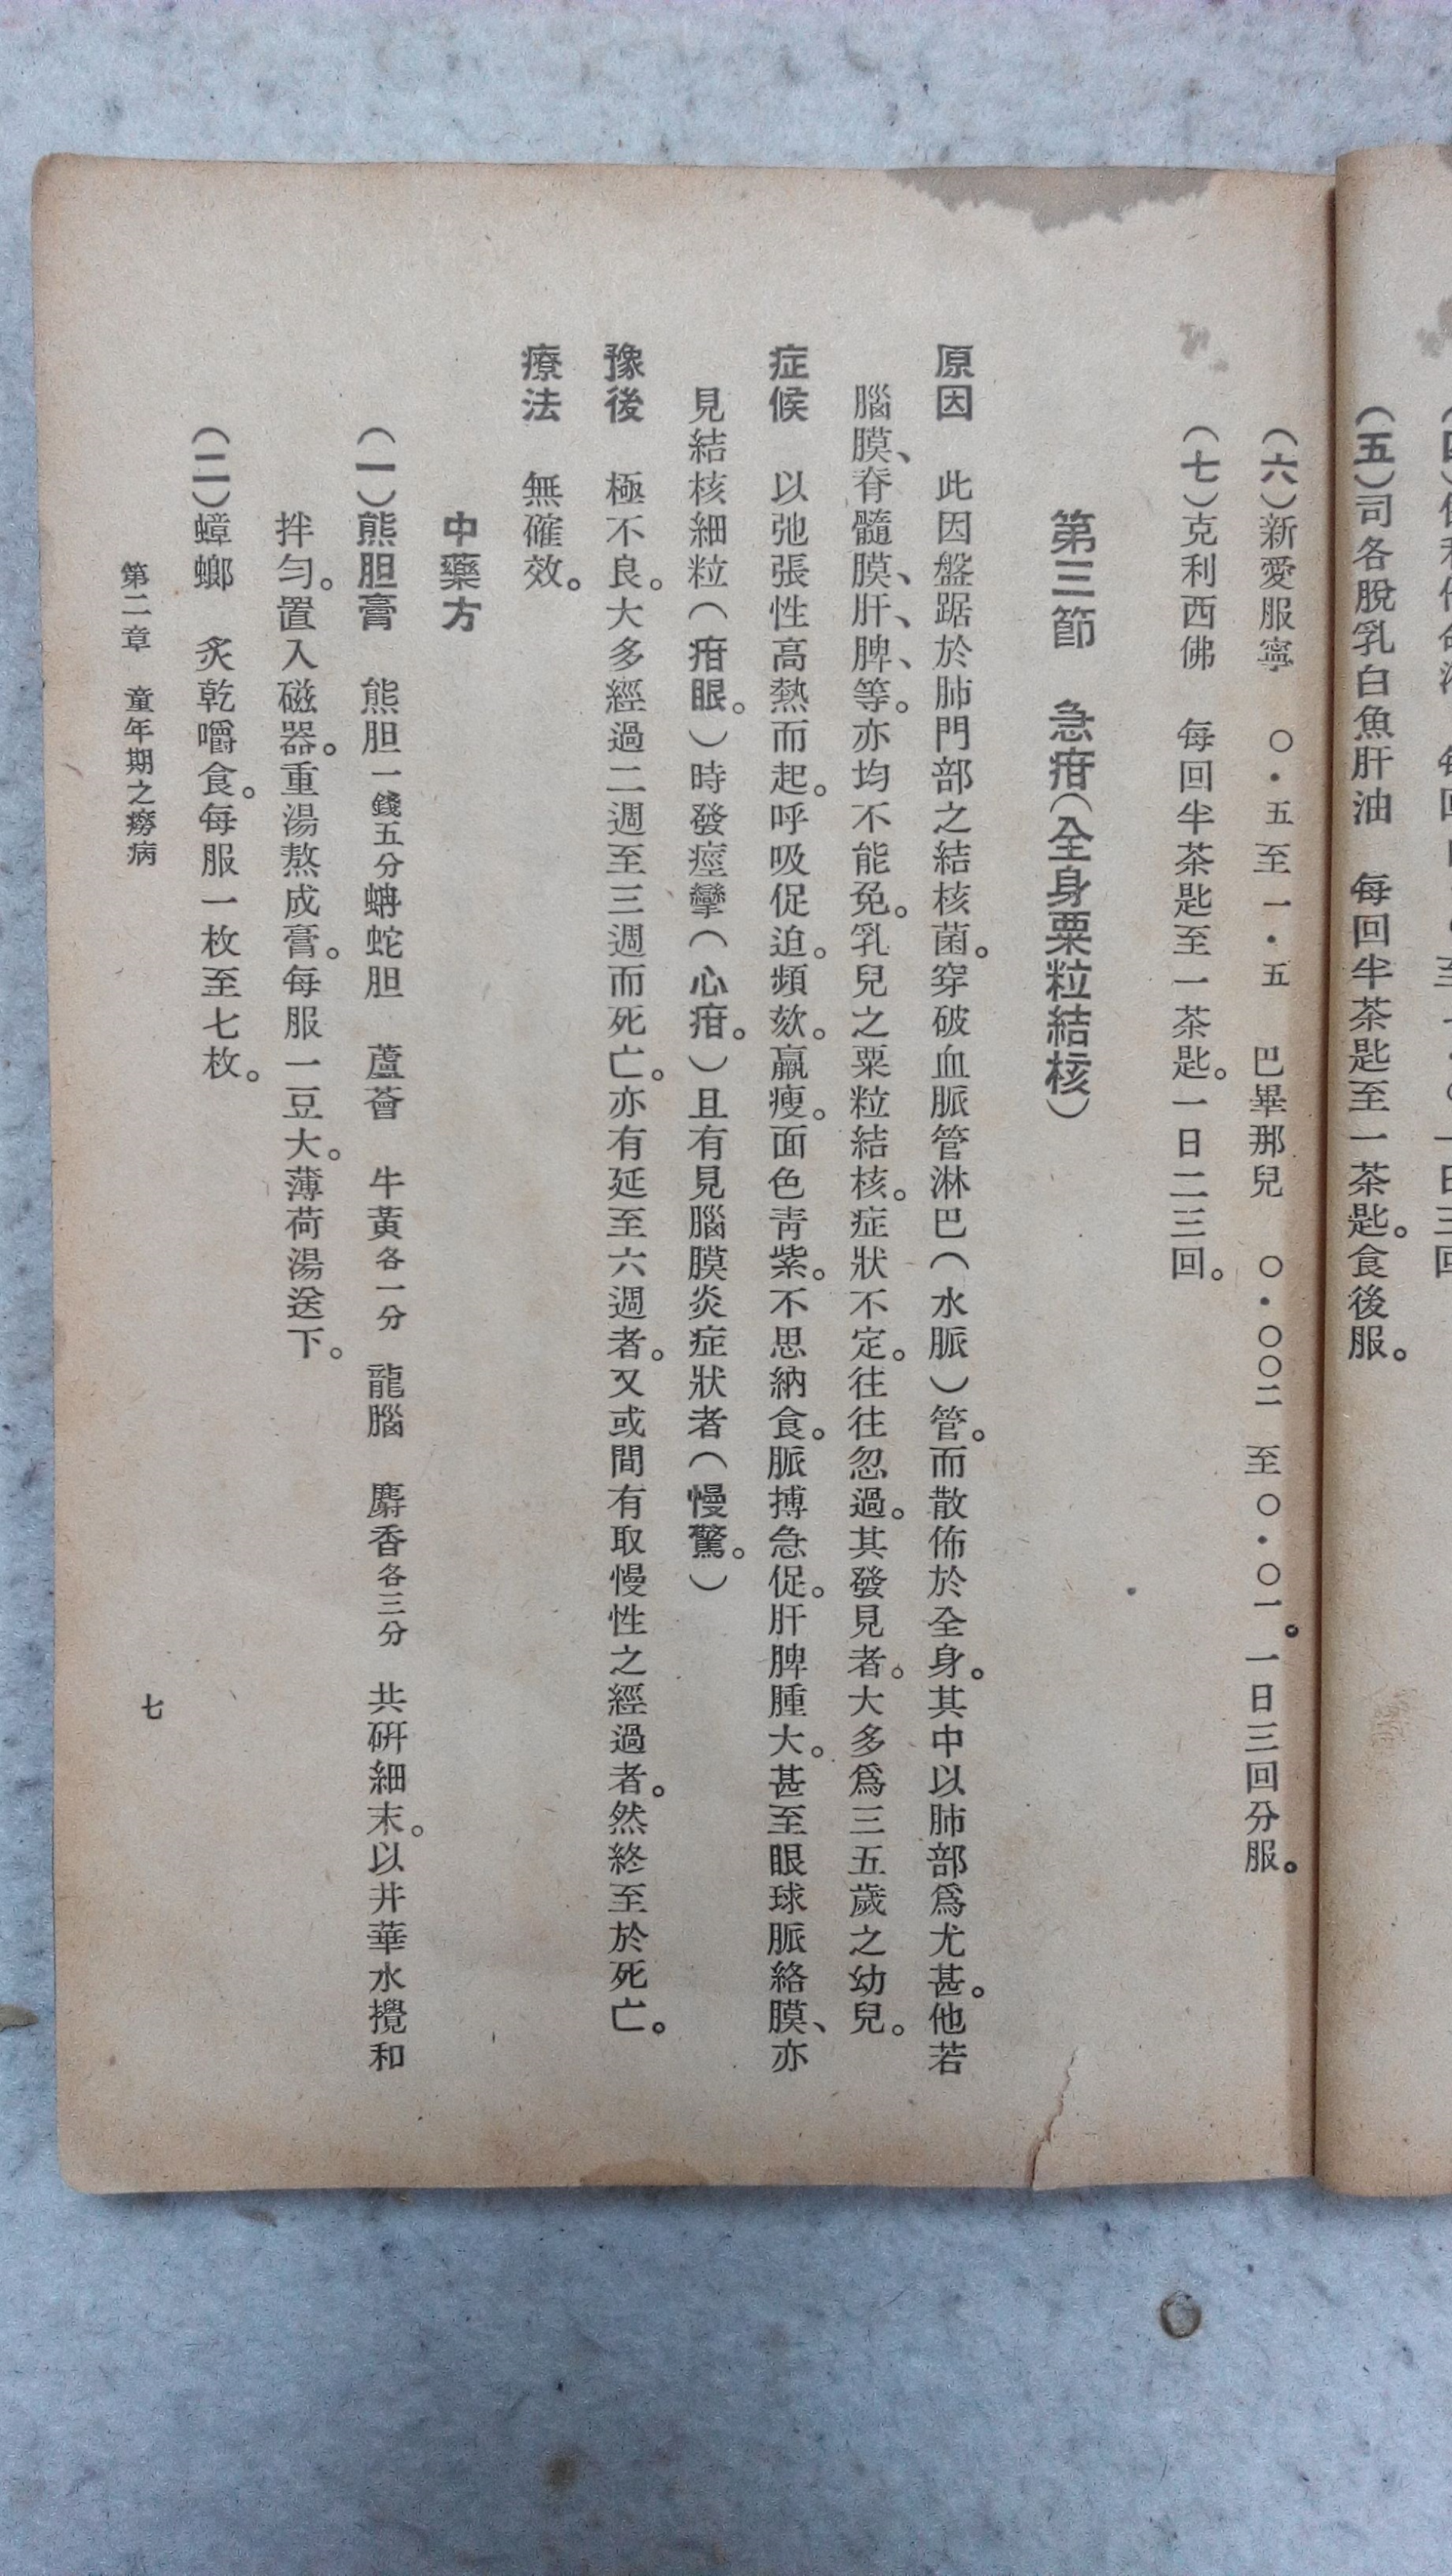 (五)司各脫乳白魚肝油　每回半茶匙至一茶匙。食後服。
(六)新愛服寧　〇・五至一・五　巴畢那兒　〇・〇〇二至〇・〇一。一日三回分服。
(七)克利西佛　每回半茶匙至一茶匙。一日二三回。
第三節　急疳(全身粟粒結核)
原因　此因盤踞於肺門部之結核菌。穿破血脈管淋巴(水脈)管。而散佈於全身。其中以肺部爲尤甚。他若
腦膜、脊髓膜、肝、脾、等。亦均不能免。乳兒之粟粒結核。症狀不定。往往忽過。其發見者。大多爲三五歲之幼兒。
症候　以弛張性高熱而起。呼吸促迫。頻欬。羸瘦。面色靑紫。不思納食。脈搏急促。肝脾腫大。甚至眼球脈絡膜、亦
見結核細粒(疳眼。)時發痙攣(心疳。)且有見腦膜炎症狀者(慢驚。)
豫後　極不良。大多經過二週至三週而死亡。亦有延至六週者。又或間有取慢性之經過者。然終至於死亡。
療法　無確效。
中藥方
(一)熊胆膏　熊胆一錢五分蚺蛇胆　蘆薈　牛黃各一分　龍腦　麝香各三分　共硏細末。以井華水攪和
拌勻。置入磁器。重湯熬成膏。每服一豆大。薄荷湯送下。
(二)蟑螂　炙乾嚼食。每服一枚至七枚。
第二章　童年期之癆病
七